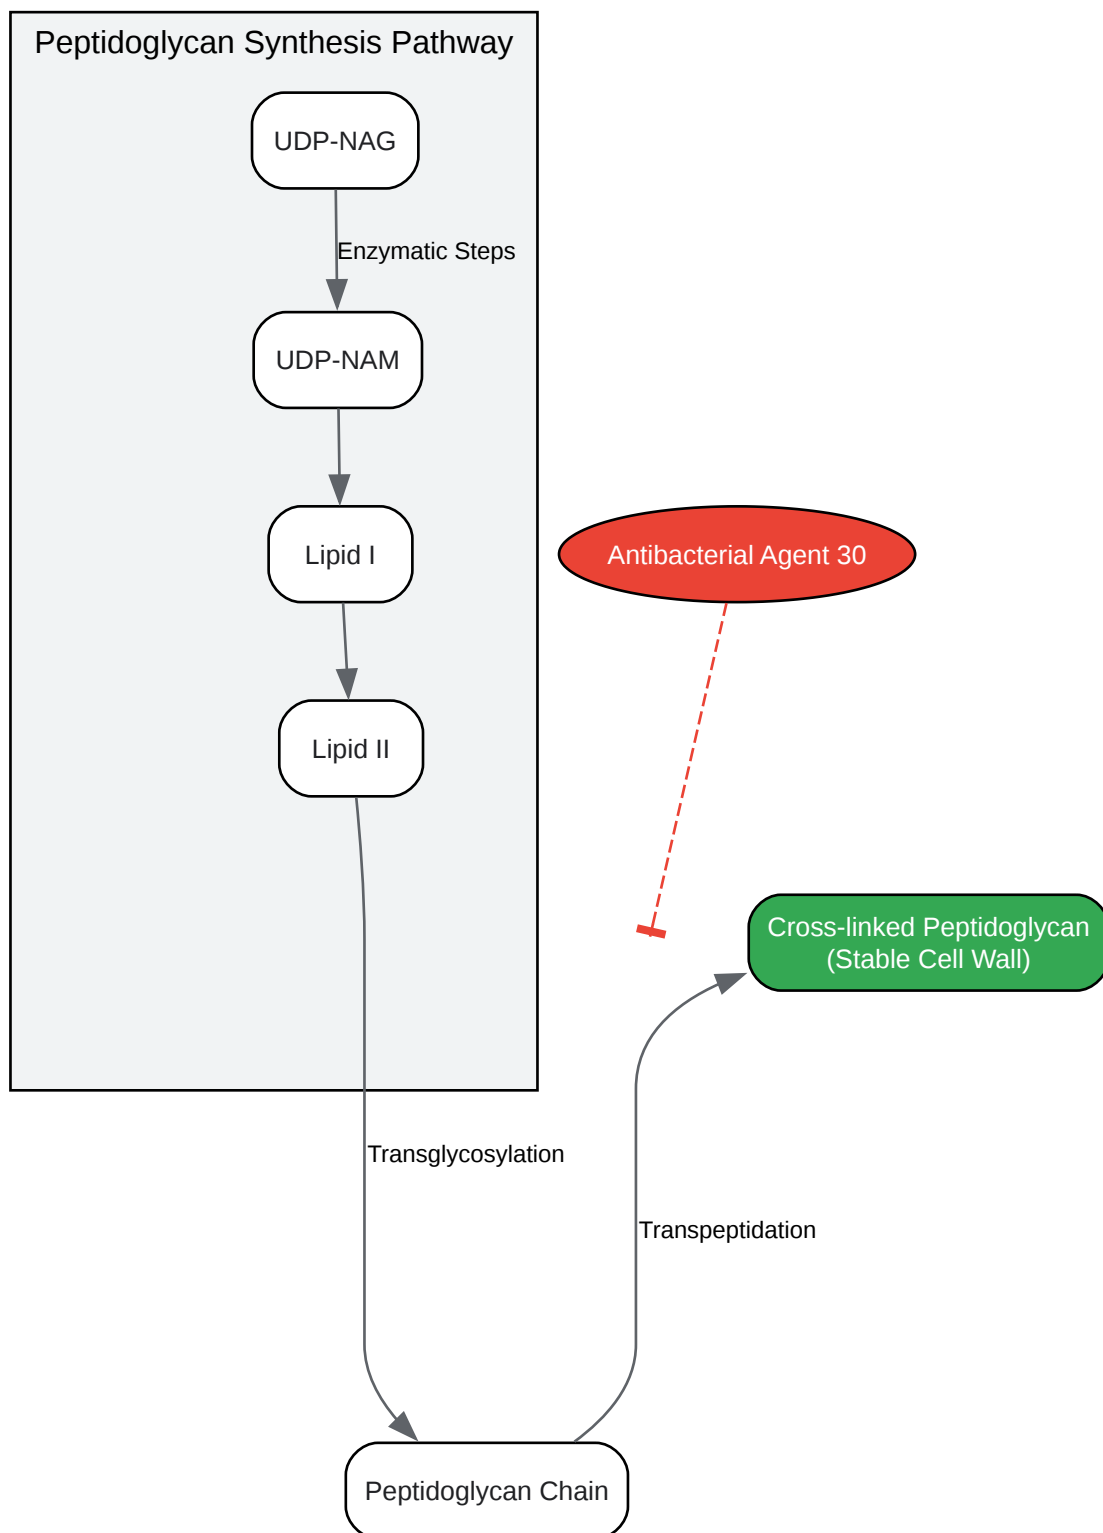 Peptidoglycan Synthesis Pathway
UDP-NAG
Enzymatic Steps
UDP-NAM
Lipid I
Antibacterial Agent 30
Lipid II
Cross-linked Peptidoglycan
(Stable Cell Wall)
Transglycosylation
Transpeptidation
Peptidoglycan Chain